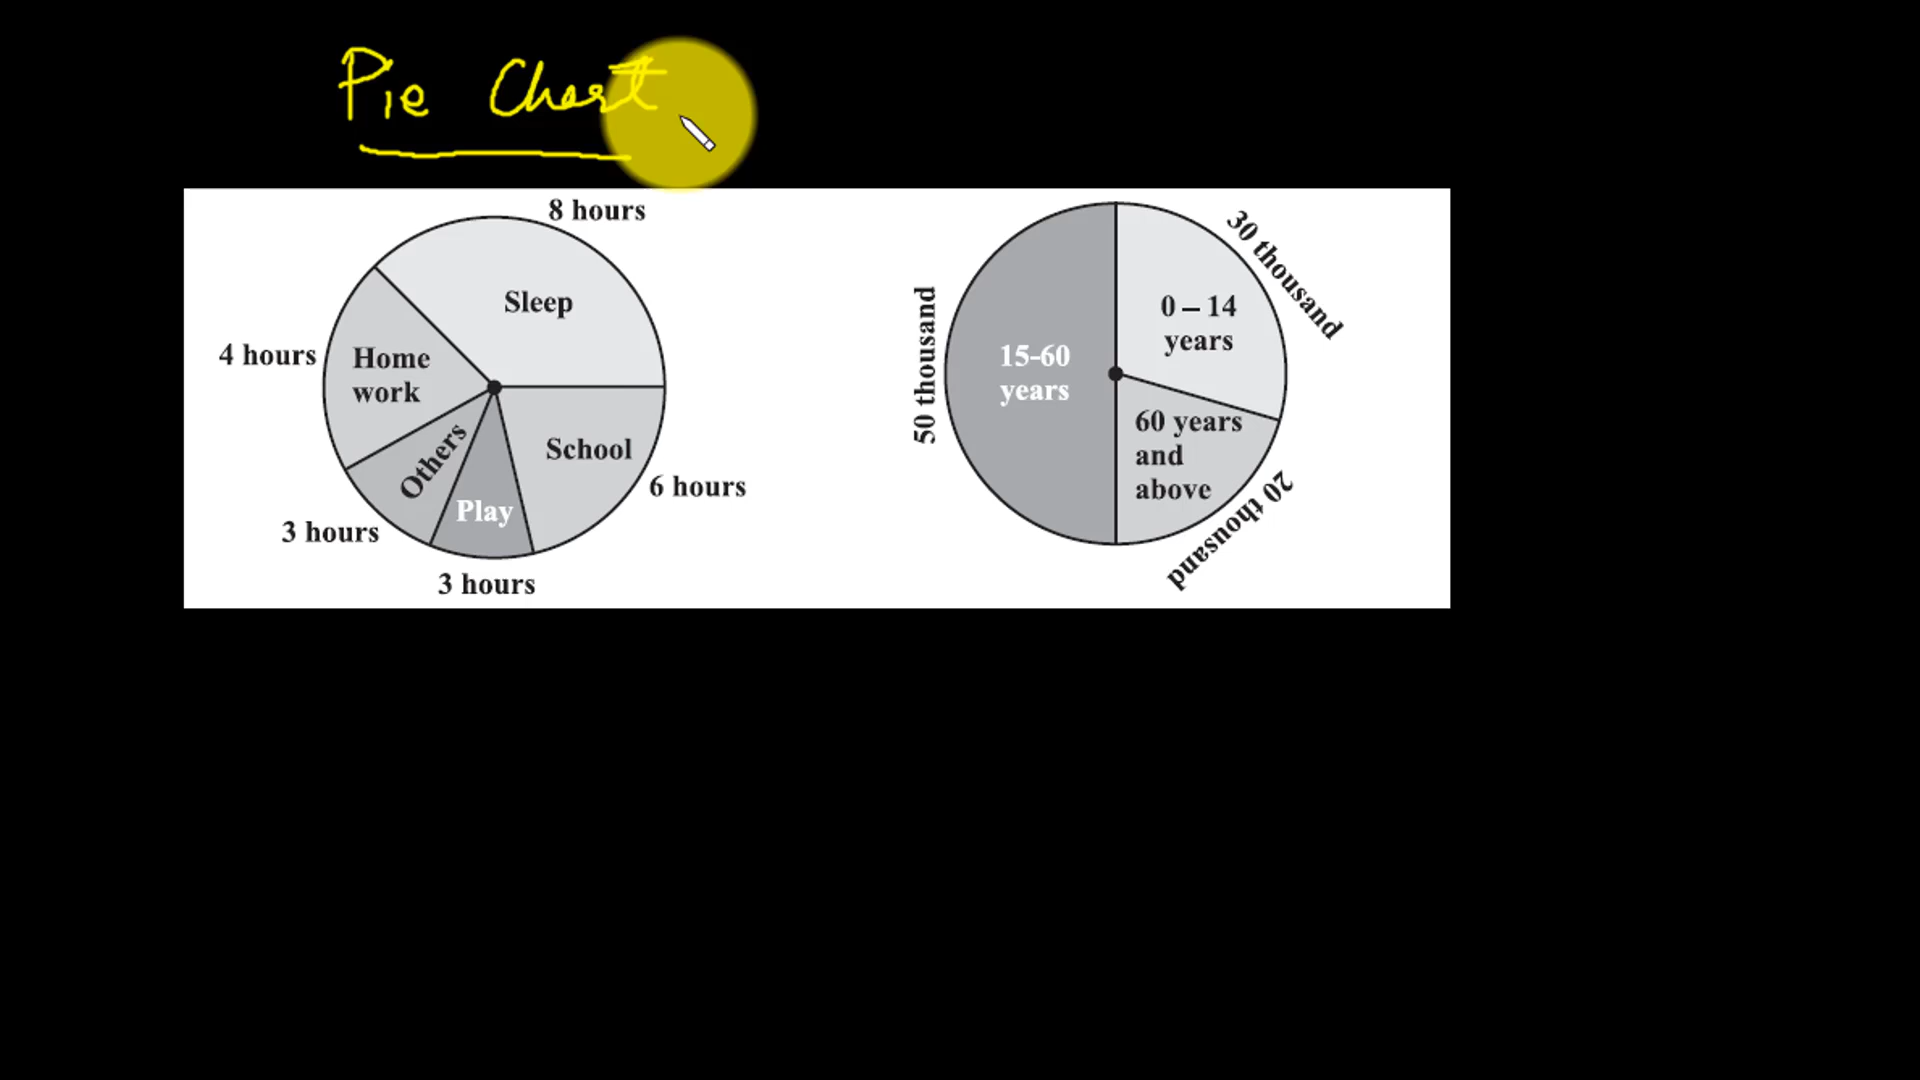 Pie Chart
8 hours
Sleep
4 hours
Home
work
Others
School
6 hours
Play
3 hours
3 hours
30 thousand
0 – 14
years
50 thousand
15-60
years
60 years
and
above
20 thousand